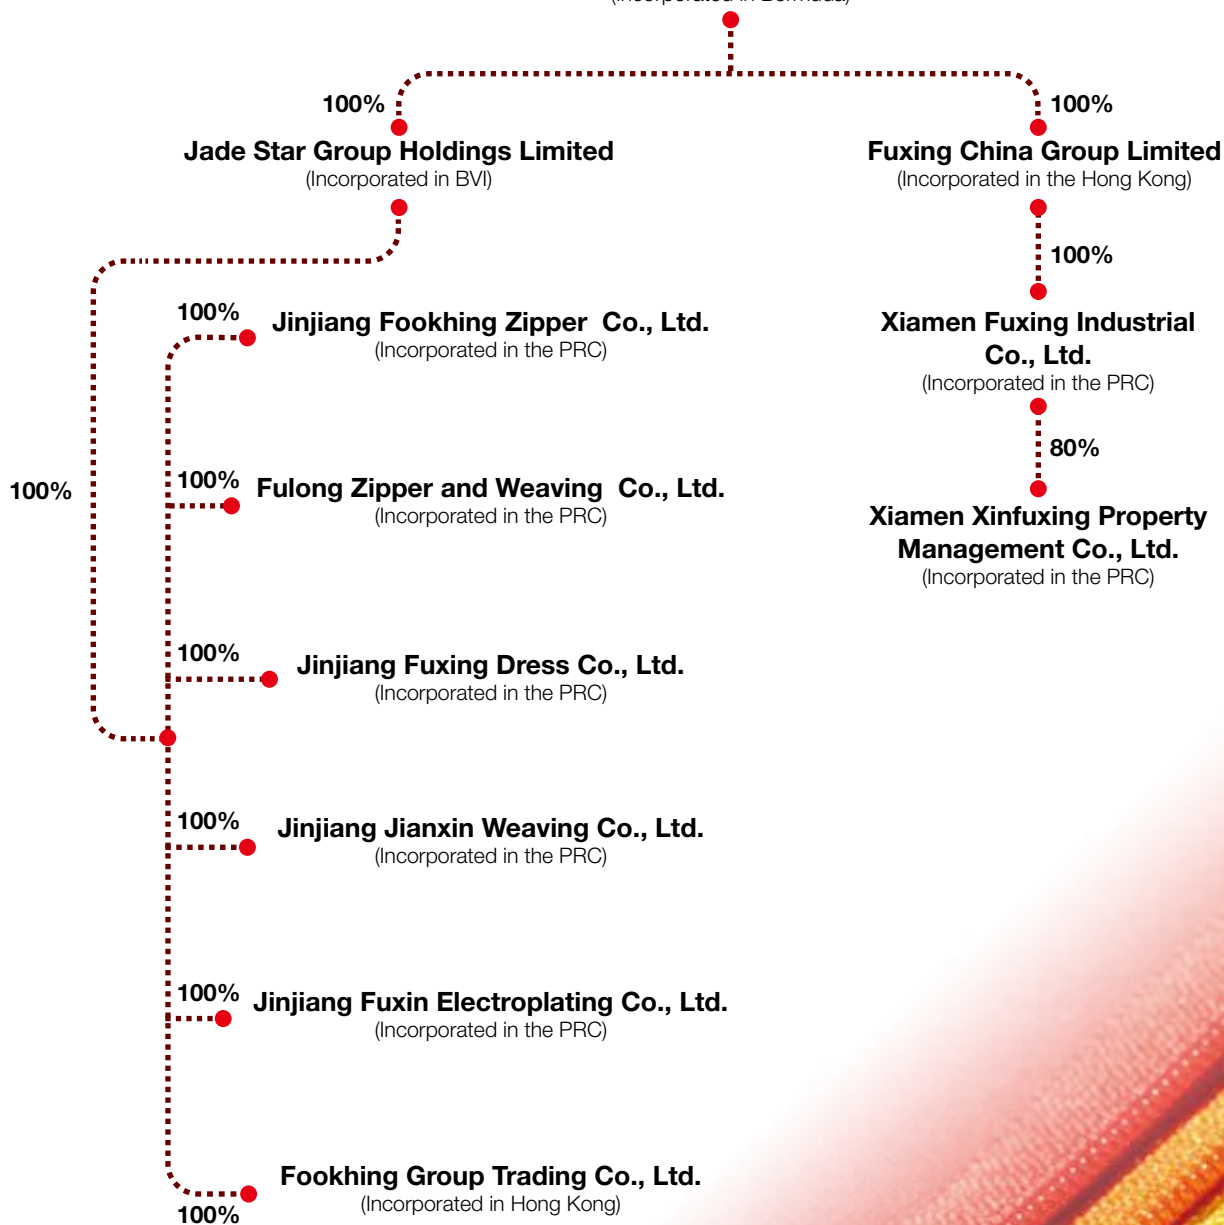 (Incorporated in Bermuda)
100%
100%
Jade Star Group Holdings Limited
(Incorporated in BVI)
Fuxing China Group Limited
(Incorporated in the Hong Kong)
100%
100%
Jinjiang Fookhing Zipper Co., Ltd.
(Incorporated in the PRC)
Xiamen Fuxing Industrial
Co., Ltd.
(Incorporated in the PRC)
80%
100%
100%
Fulong Zipper and Weaving Co., Ltd.
(Incorporated in the PRC)
Xiamen Xinfuxing Property
Management Co., Ltd.
(Incorporated in the PRC)
100%
Jinjiang Fuxing Dress Co., Ltd.
(Incorporated in the PRC)
100%
Jinjiang Jianxin Weaving Co., Ltd.
(Incorporated in the PRC)
100%
Jinjiang Fuxin Electroplating Co., Ltd.
(Incorporated in the PRC)
Fookhing Group Trading Co., Ltd.
(Incorporated in Hong Kong)
100%